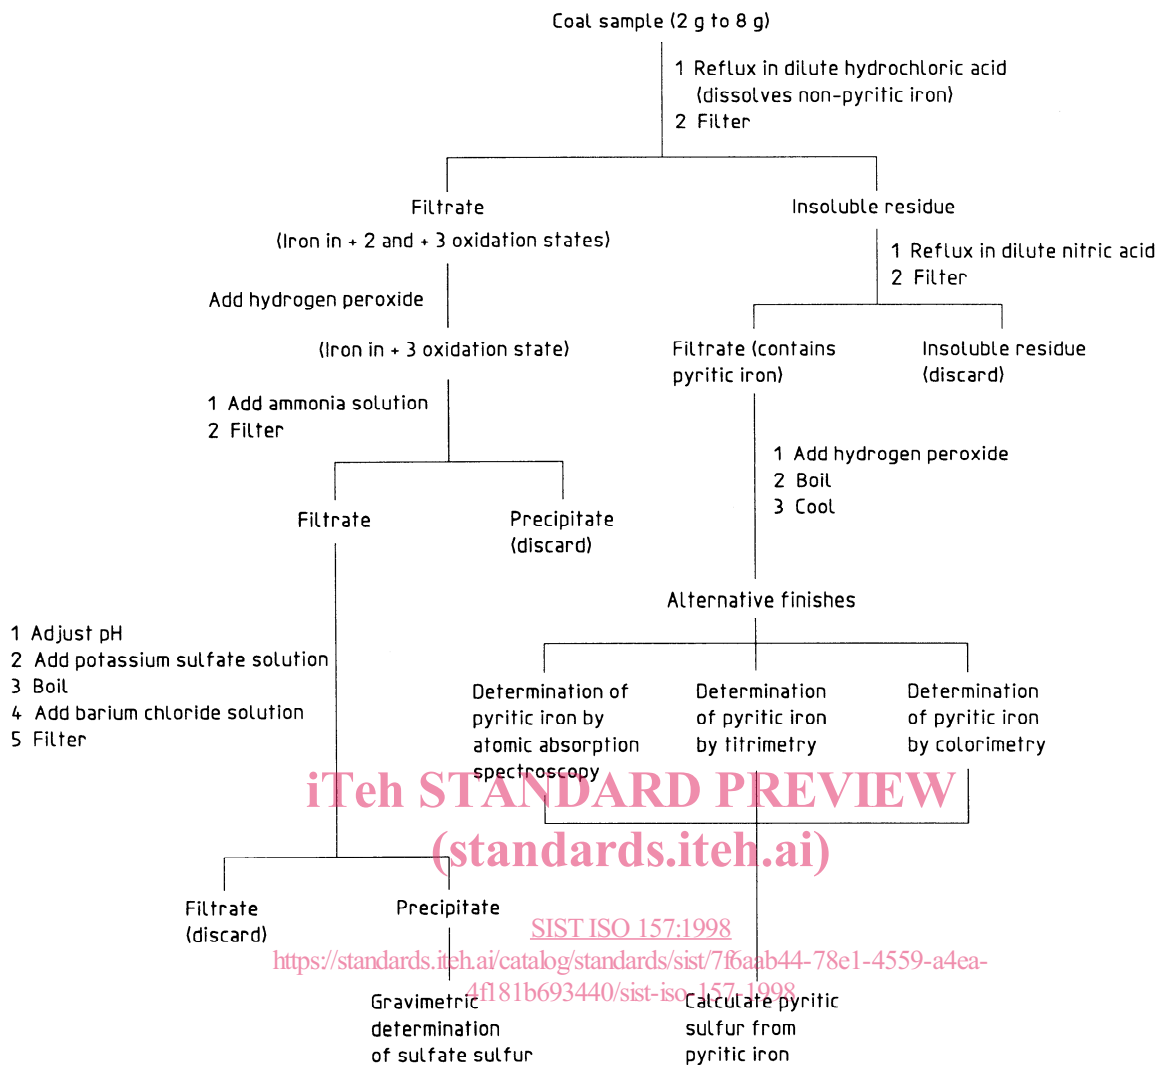 Coal sample (2 g to 8 g)
1 Reflux in dilute hydrochloric acid
(dissolves non-pyritic iron)
2 Filter
Filtrate
(Iron in + 2 and + 3 oxidation states)
Insoluble residue
1 Reflux in dilute nitric acid
2 Filter
Add hydrogen peroxide
(Iron in + 3 oxidation state)
Filtrate (contains
pyritic iron)
Insoluble residue
(discard)
1 Add ammonia solution
2 Filter
1 Add hydrogen peroxide
2 Boil
3 Cool
Filtrate
Precipitate
(discard)
Alternative finishes
1 Adjust pH
2 Add potassium sulfate solution
3 Boil
4 Add barium chloride solution
5 Filter
Determination of
pyritic iron by
atomic absorption
spectroscopy
Determination
of pyritic iron
by titrimetry
Determination
of pyritic iron
by colorimetry
iTeh STANDARD PREVIEW
(standards.iteh.ai)
Filtrate
(discard)
Precipitate
SIST ISO 157:1998
https://standards.iteh.ai/catalog/standards/sist/7f6aab44-78e1-4559-a4ea-
4f181b693440/sist-iso-157-1998
Gravimetric
determination
of sulfate sulfur
Calculate pyritic
sulfur from
pyritic iron